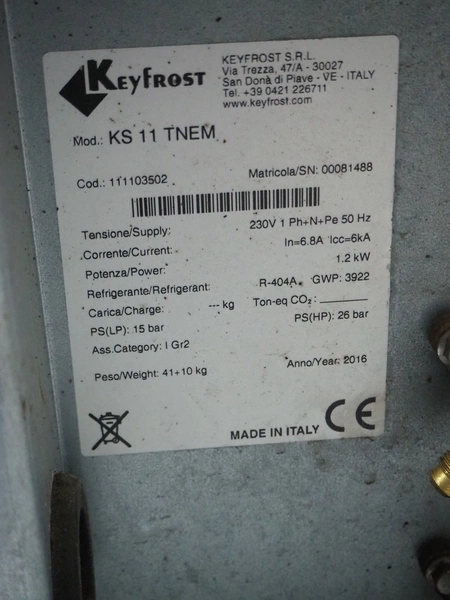 KEYFROST
KEYFROST S.R.L.
Via Trezza, 47/A - 30027
San Donà di Piave - VE - ITALY
Tel. +39 0421 226711
www.keyfrost.com
Mod.: KS 11 TNEM
Cod.: 111103502 Matricola/SN: 00081488
Tensione/Supply: 230V 1 Ph+N+Pe 50 Hz
Corrente/Current: In=6.8A Icc=6kA
Potenza/Power: 1.2 kW
Refrigerante/Refrigerant: R-404A GWP: 3922
Carica/Charge: --- kg Ton-eq CO₂: ______
PS(LP): 15 bar PS(HP): 26 bar
Ass.Category: I Gr2
Peso/Weight: 41+10 kg Anno/Year: 2016
MADE IN ITALY CE